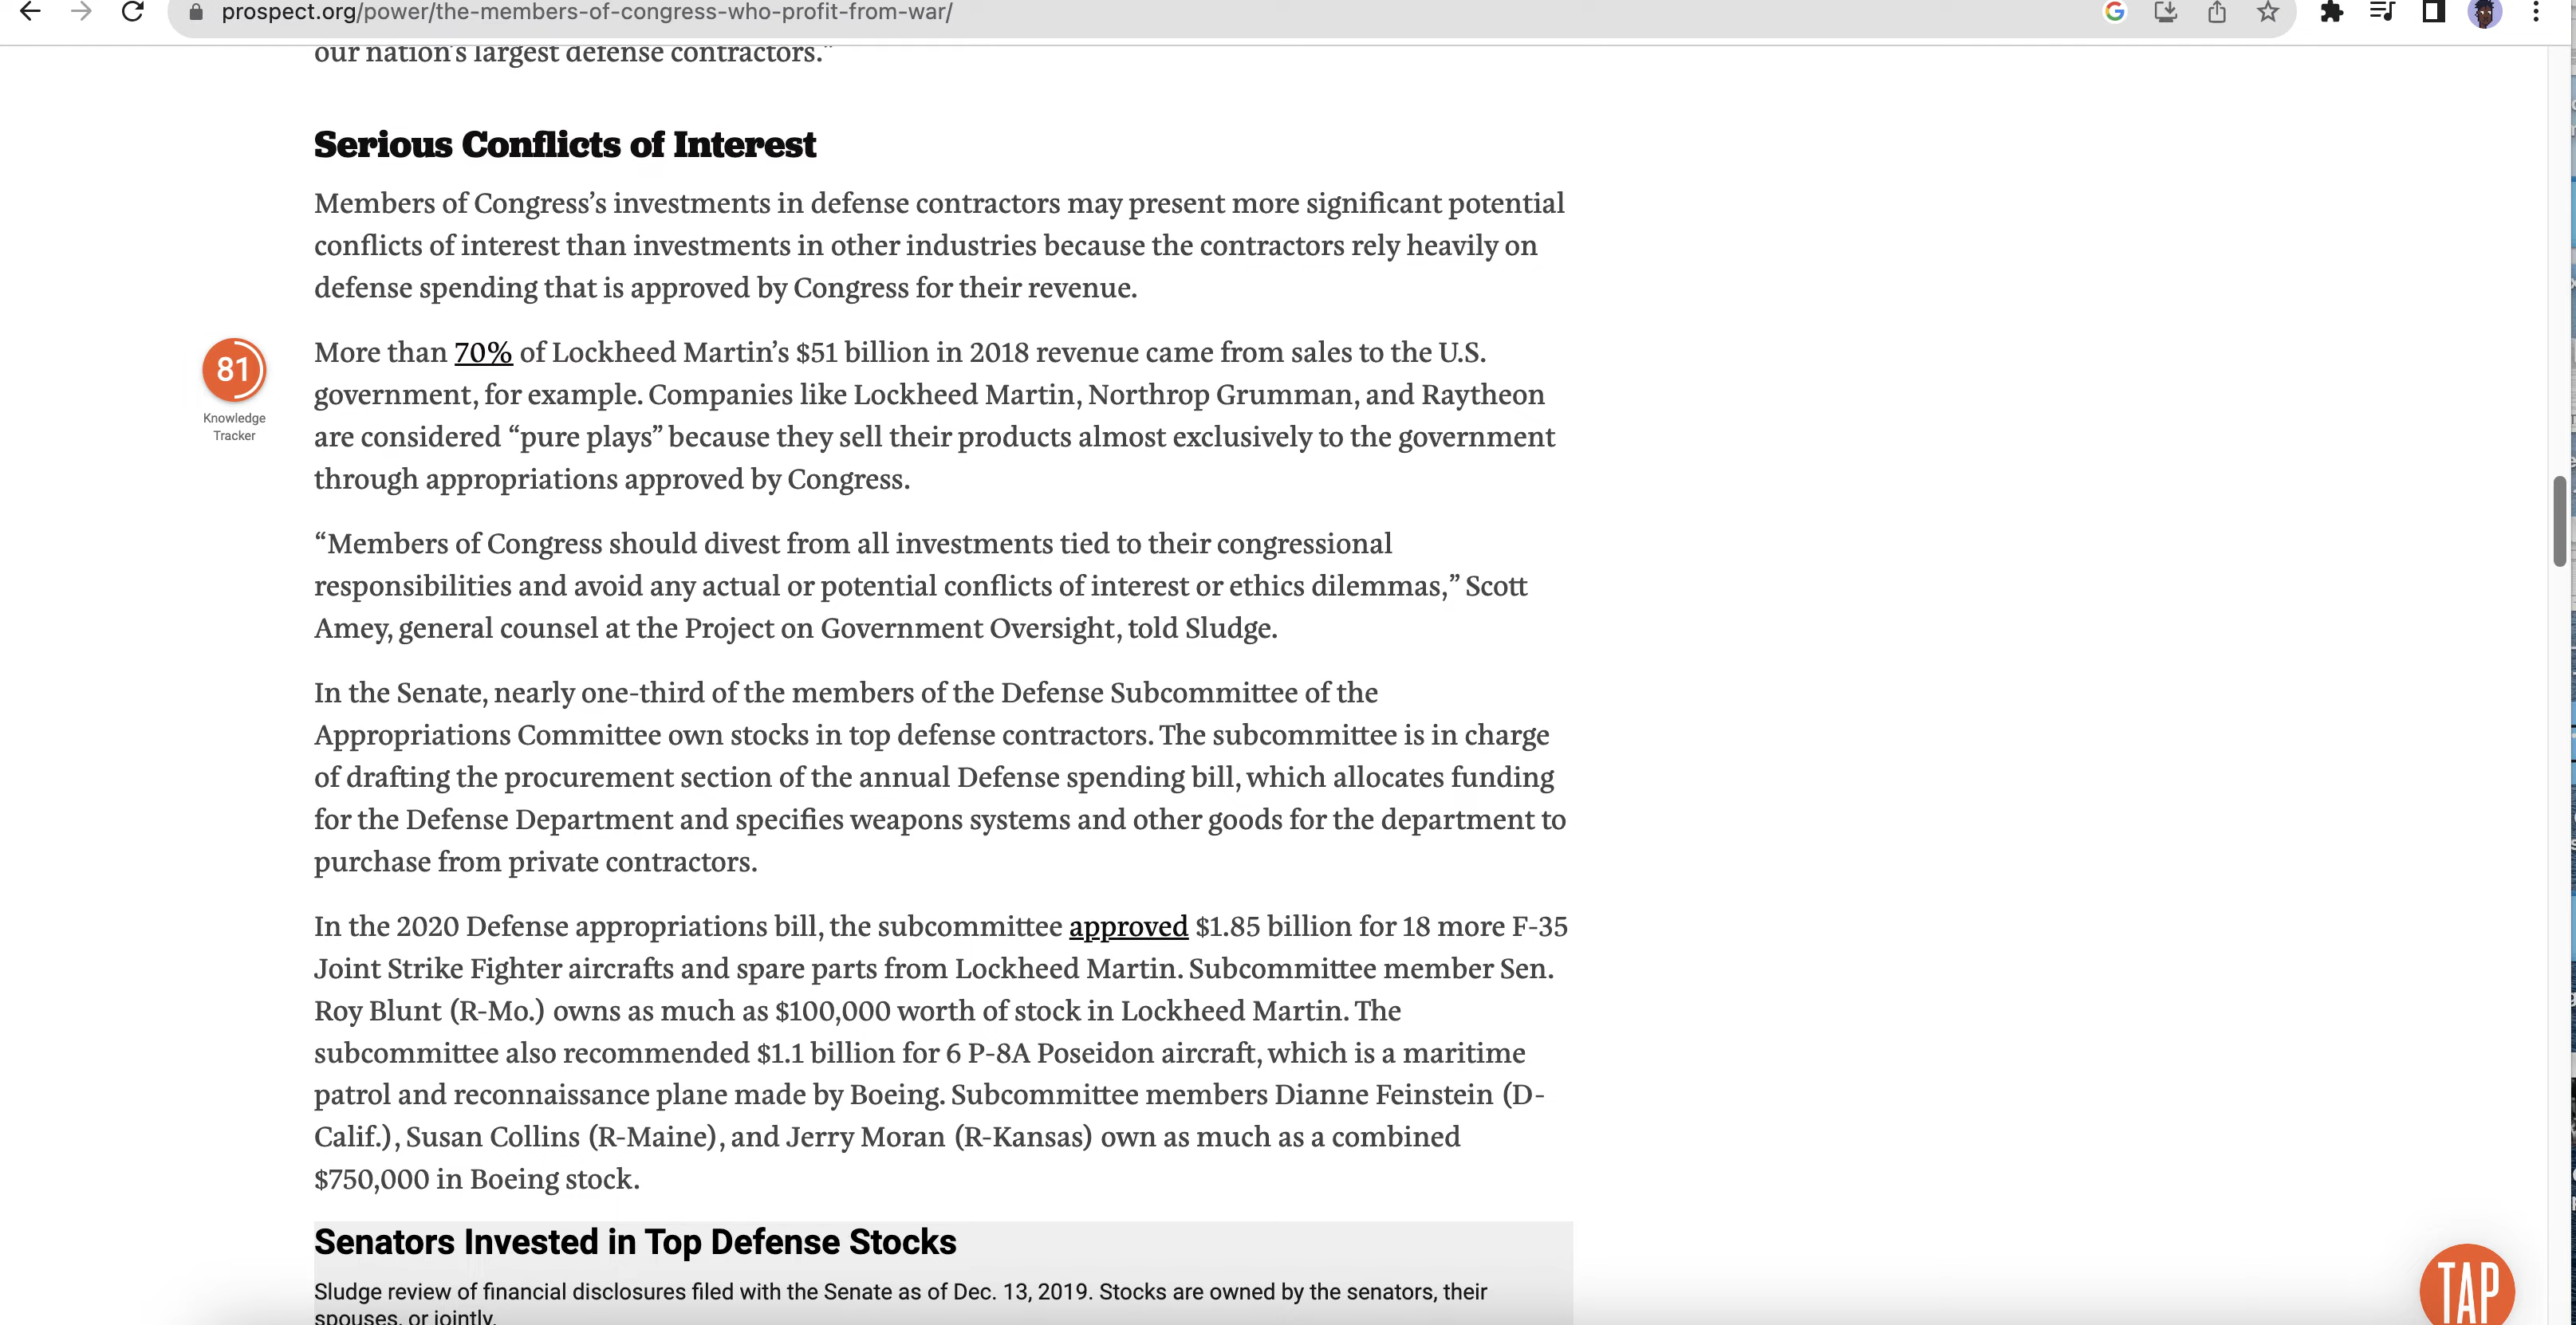 prospect.org/power/the-members-of-congress-who-profit-from-war/
our nation's largest defense contractors."
Serious Conflicts of Interest
Members of Congress’s investments in defense contractors may present more significant potential
conflicts of interest than investments in other industries because the contractors rely heavily on
defense spending that is approved by Congress for their revenue.
81
Knowledge
Tracker
More than 70% of Lockheed Martin’s $51 billion in 2018 revenue came from sales to the U.S.
government, for example. Companies like Lockheed Martin, Northrop Grumman, and Raytheon
are considered “pure plays” because they sell their products almost exclusively to the government
through appropriations approved by Congress.
“Members of Congress should divest from all investments tied to their congressional
responsibilities and avoid any actual or potential conflicts of interest or ethics dilemmas,” Scott
Amey, general counsel at the Project on Government Oversight, told Sludge.
In the Senate, nearly one-third of the members of the Defense Subcommittee of the
Appropriations Committee own stocks in top defense contractors. The subcommittee is in charge
of drafting the procurement section of the annual Defense spending bill, which allocates funding
for the Defense Department and specifies weapons systems and other goods for the department to
purchase from private contractors.
In the 2020 Defense appropriations bill, the subcommittee approved $1.85 billion for 18 more F-35
Joint Strike Fighter aircrafts and spare parts from Lockheed Martin. Subcommittee member Sen.
Roy Blunt (R-Mo.) owns as much as $100,000 worth of stock in Lockheed Martin. The
subcommittee also recommended $1.1 billion for 6 P-8A Poseidon aircraft, which is a maritime
patrol and reconnaissance plane made by Boeing. Subcommittee members Dianne Feinstein (D-
Calif.), Susan Collins (R-Maine), and Jerry Moran (R-Kansas) own as much as a combined
$750,000 in Boeing stock.
Senators Invested in Top Defense Stocks
Sludge review of financial disclosures filed with the Senate as of Dec. 13, 2019. Stocks are owned by the senators, their
spouses, or jointly.
TAP